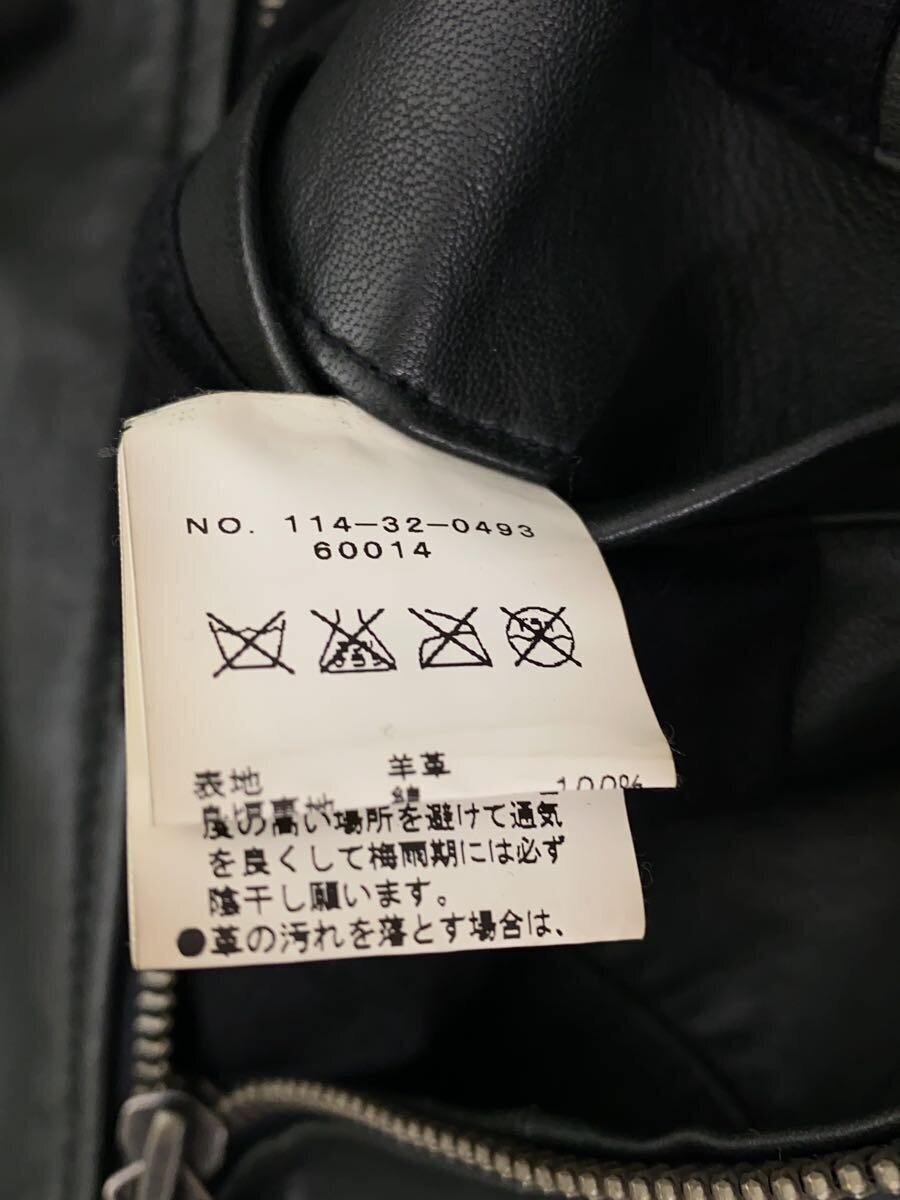 NO. 114-32-0493
60014
表地 羊革
綿 100%
度の高い場所を避けて通気
を良くして梅雨期には必ず
陰干し願います。
●革の汚れを落とす場合は、